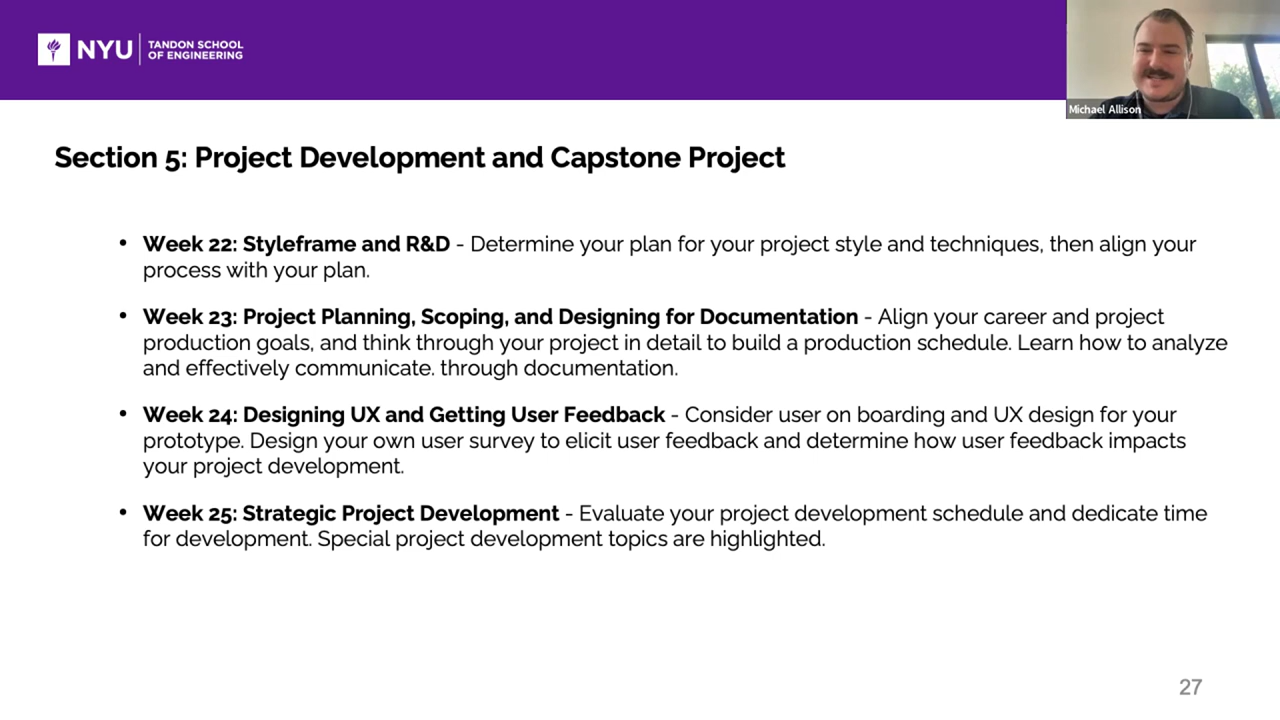 NYU
TANDON SCHOOL
OF ENGINEERING
Michael Allison
Section 5: Project Development and Capstone Project
• Week 22: Styleframe and R&D - Determine your plan for your project style and techniques, then align your
process with your plan.
• Week 23: Project Planning, Scoping, and Designing for Documentation - Align your career and project
production goals, and think through your project in detail to build a production schedule. Learn how to analyze
and effectively communicate. through documentation.
• Week 24: Designing UX and Getting User Feedback - Consider user on boarding and UX design for your
prototype. Design your own user survey to elicit user feedback and determine how user feedback impacts
your project development.
• Week 25: Strategic Project Development - Evaluate your project development schedule and dedicate time
for development. Special project development topics are highlighted.
27